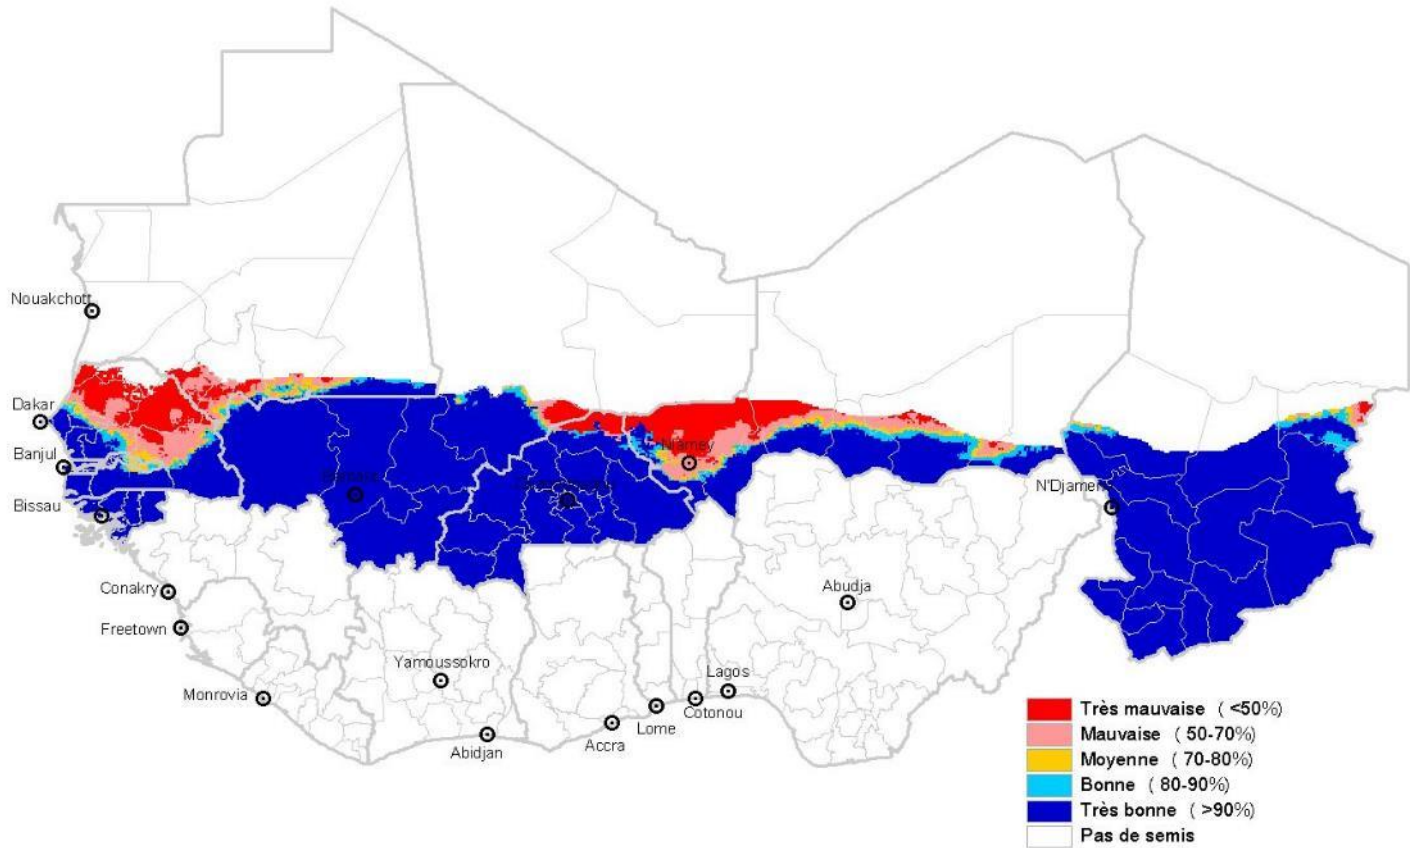 Nouakchott
Dakar
Banjul
Niamey
Bamako
Bissau
N'Djamena
Conakry
Abudja
Freetown
Yamoussokro
Lagos
Monrovia
Cotonou
Lome
Accra
Abidjan
Très mauvaise ( <50%)
Mauvaise ( 50-70%)
Moyenne ( 70-80%)
Bonne ( 80-90%)
Très bonne ( >90%)
Pas de semis